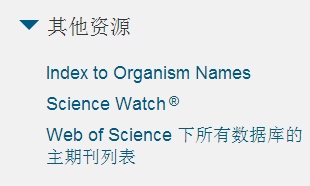 其他资源
Index to Organism Names
Science Watch®
Web of Science 下所有数据库的
主期刊列表